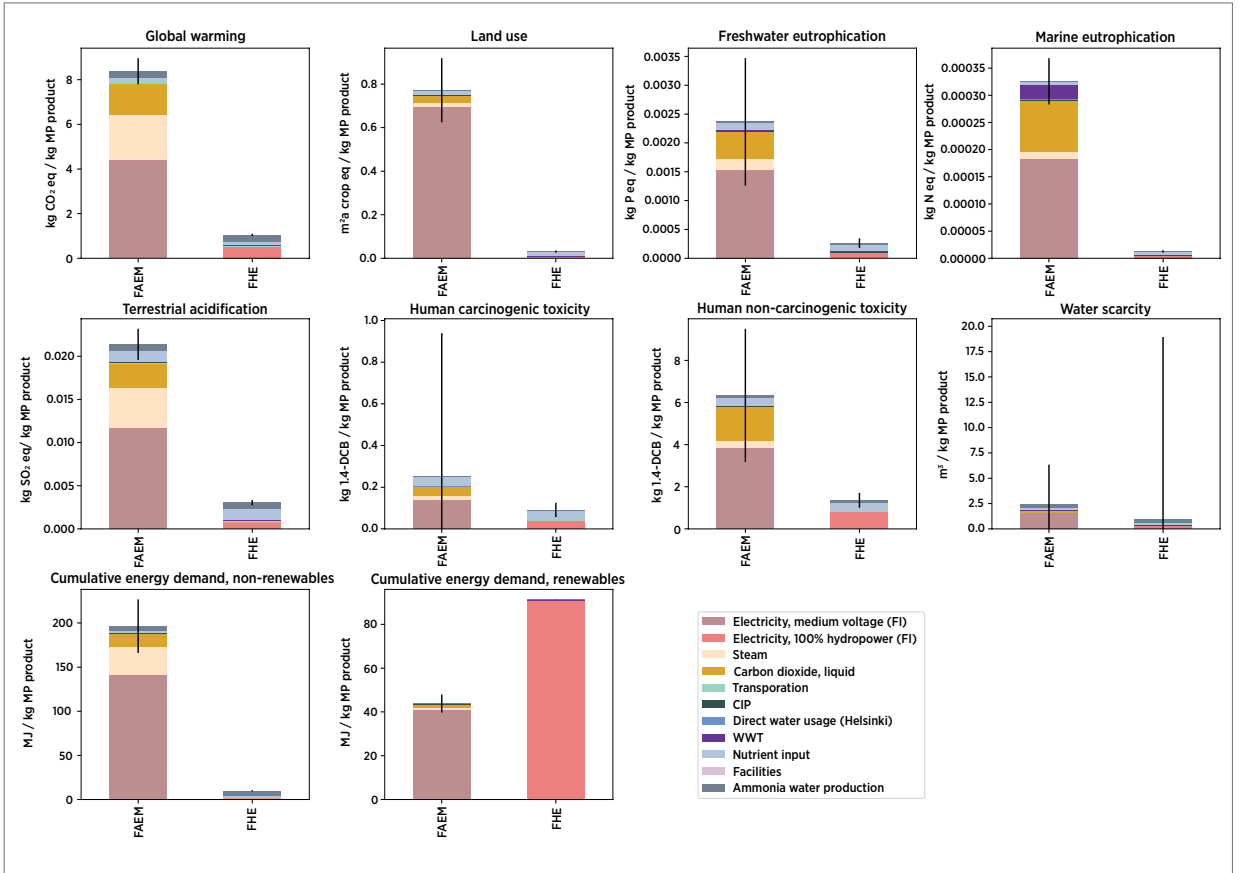 Global warming
kg CO₂ eq / kg MP product
8
6
4
2
0
FAEM
FHE
Land use
m²a crop eq / kg MP product
0.8
0.6
0.4
0.2
0.0
FAEM
FHE
Freshwater eutrophication
kg P eq / kg MP product
0.0035
0.0030
0.0025
0.0020
0.0015
0.0010
0.0005
0.0000
FAEM
FHE
Marine eutrophication
kg N eq / kg MP product
0.00035
0.00030
0.00025
0.00020
0.00015
0.00010
0.00005
0.00000
FAEM
FHE
Terrestrial acidification
kg SO₂ eq/ kg MP product
0.020
0.015
0.010
0.005
0.000
FAEM
FHE
Human carcinogenic toxicity
kg 1.4-DCB / kg MP product
1.0
0.8
0.6
0.4
0.2
0.0
FAEM
FHE
Human non-carcinogenic toxicity
kg 1.4-DCB / kg MP product
8
6
4
2
0
FAEM
FHE
Water scarcity
m³ / kg MP product
20.0
17.5
15.0
12.5
10.0
7.5
5.0
2.5
0.0
FAEM
FHE
Cumulative energy demand, non-renewables
MJ / kg MP product
200
150
100
50
0
FAEM
FHE
Cumulative energy demand, renewables
MJ / kg MP product
80
60
40
20
0
FAEM
FHE
Electricity, medium voltage (FI)
Electricity, 100% hydropower (FI)
Steam
Carbon dioxide, liquid
Transporation
CIP
Direct water usage (Helsinki)
WWT
Nutrient input
Facilities
Ammonia water production